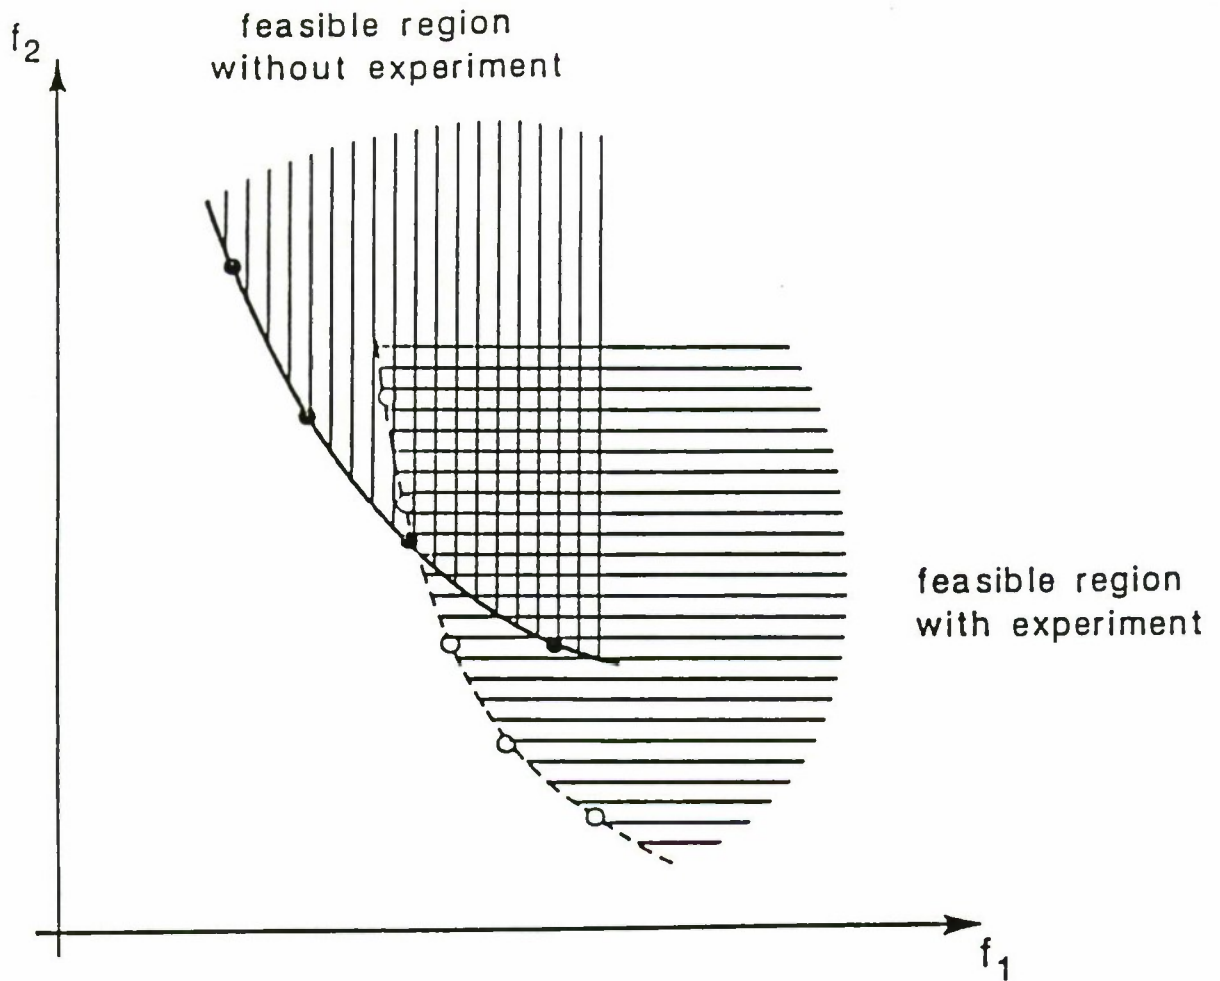 feasible region
without experiment
f2
feasible region
with experiment
f1